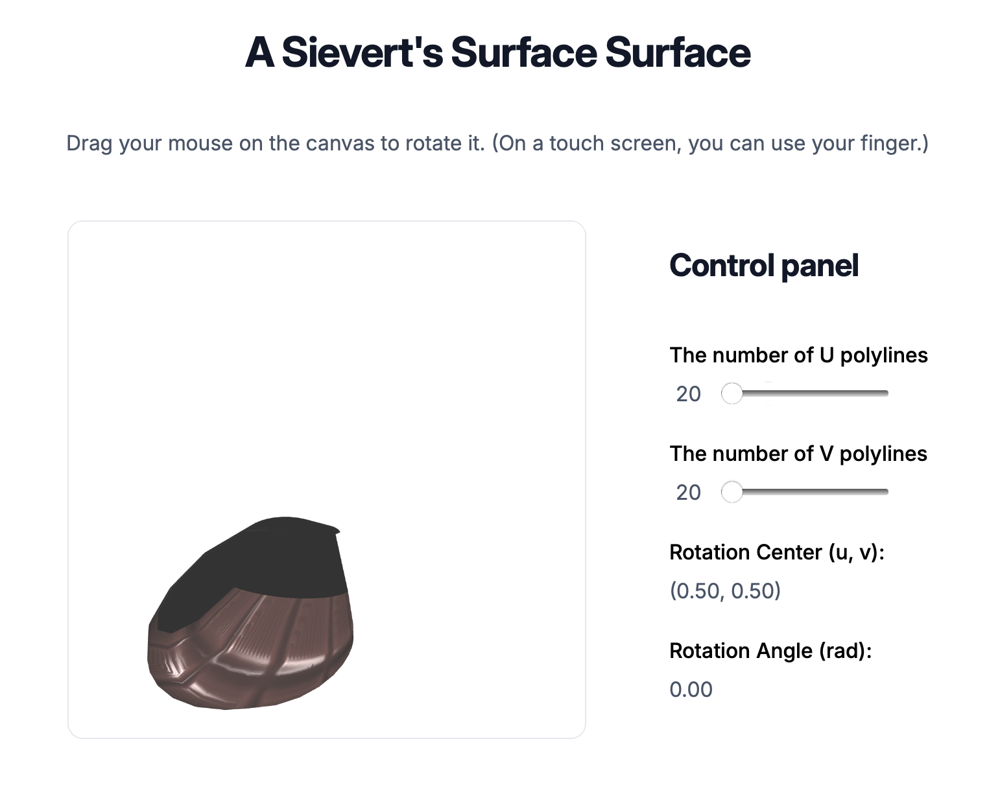 A Sievert's Surface Surface
Drag your mouse on the canvas to rotate it. (On a touch screen, you can use your finger.)
Control panel
The number of U polylines
20
The number of V polylines
20
Rotation Center (u, v):
(0.50, 0.50)
Rotation Angle (rad):
0.00